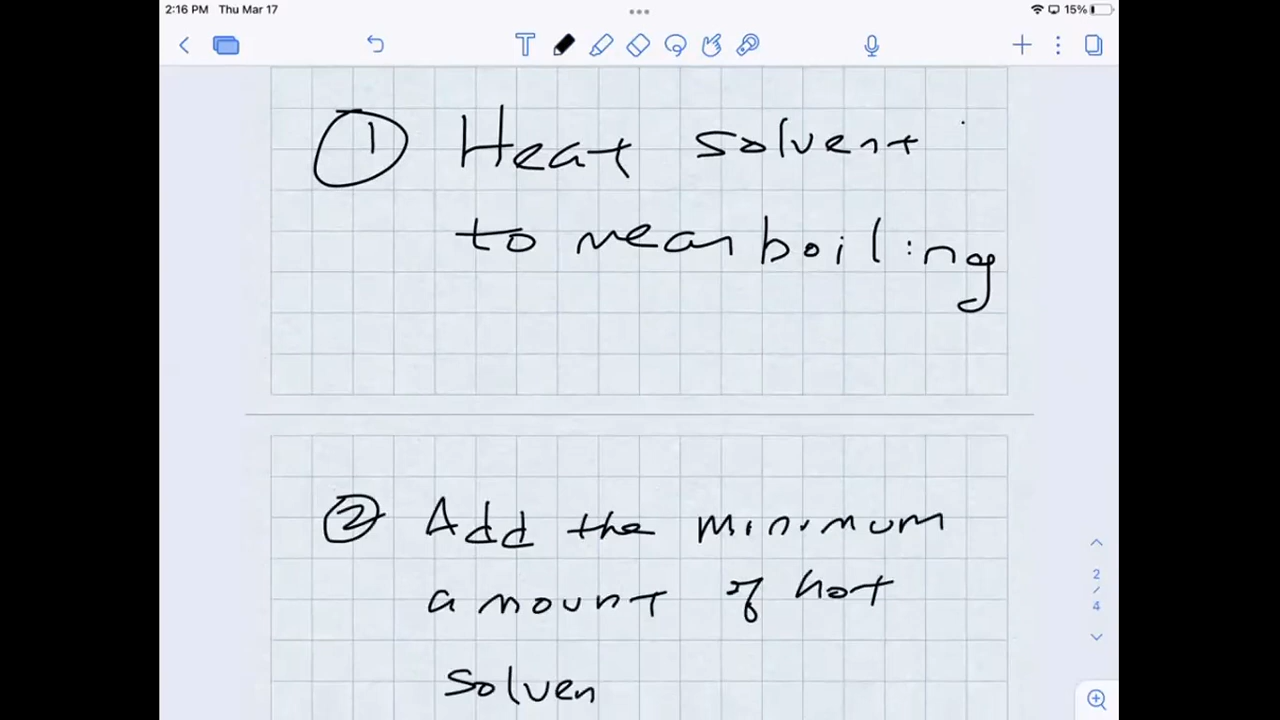 2:16 PM Thu Mar 17
15%
① Heat solvent
to near boiling
② Add the minimum
amount of hot
solven
2
/
4